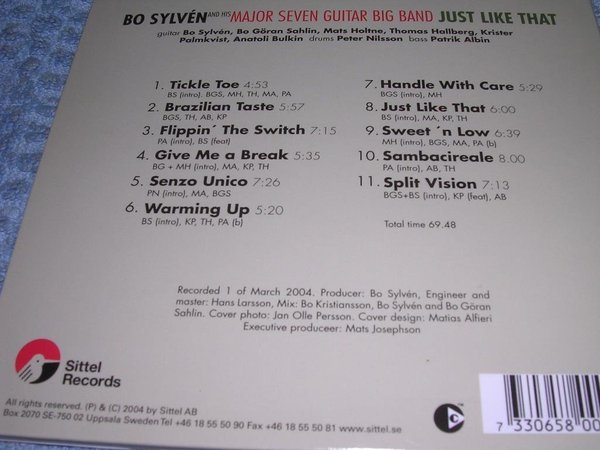 BO SYLVÉN AND HIS MAJOR SEVEN GUITAR BIG BAND JUST LIKE THAT
guitar Bo Sylvén, Bo Göran Sahlin, Mats Holtne, Thomas Hallberg, Krister
Palmkvist, Anatoli Bulkin drums Peter Nilsson bass Patrik Albin
1. Tickle Toe 4:53
BS (intro), BGS, MH, TH, MA, PA
2. Brazilian Taste 5:57
BGS, TH, AB, KP
3. Flippin´ The Switch 7:15
PA (intro), BS (feat)
4. Give Me a Break 5:35
BG + MH (intro), MA, KP, TH
5. Senzo Unico 7:26
PN (intro), MA, BGS
6. Warming Up 5:20
BS (intro), KP, TH, PA (b)
7. Handle With Care 5:29
BGS (intro), MH
8. Just Like That 6:00
BS (intro), MA, KP, TH
9. Sweet ´n Low 6:39
MH (intro), BGS, MA, PA (b)
10. Sambacireale 8.00
PA (intro), AB, TH
11. Split Vision 7:13
BGS+BS (intro), KP (feat), AB
Total time 69.48
Recorded 1 of March 2004. Producer: Bo Sylvén, Engineer and
master: Hans Larsson, Mix: Bo Kristiansson, Bo Sylvén and Bo Göran
Sahlin. Cover photo: Jan Olle Persson. Cover design: Matias Alfieri
Executive produceer: Mats Josephson
Sittel
Records
All rights reserved. (P) & (C) 2004 by Sittel AB
Box 2070 SE-750 02 Uppsala Sweden Tel +46 18 55 50 90 Fax +46 18 55 50 81 www.sittel.se
7 330658 00